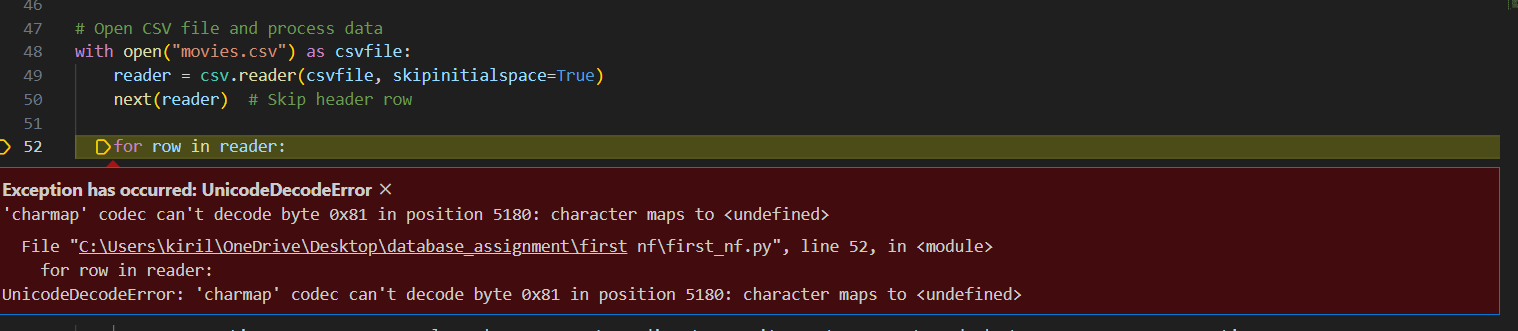 46
47 # Open CSV file and process data
48 with open("movies.csv") as csvfile:
49 reader = csv.reader(csvfile, skipinitialspace=True)
50 next(reader) # Skip header row
51
52 for row in reader:
Exception has occurred: UnicodeDecodeError ×
'charmap' codec can't decode byte 0x81 in position 5180: character maps to <undefined>
File "C:\Users\kiril\OneDrive\Desktop\database_assignment\first nf\first_nf.py", line 52, in <module>
for row in reader:
UnicodeDecodeError: 'charmap' codec can't decode byte 0x81 in position 5180: character maps to <undefined>